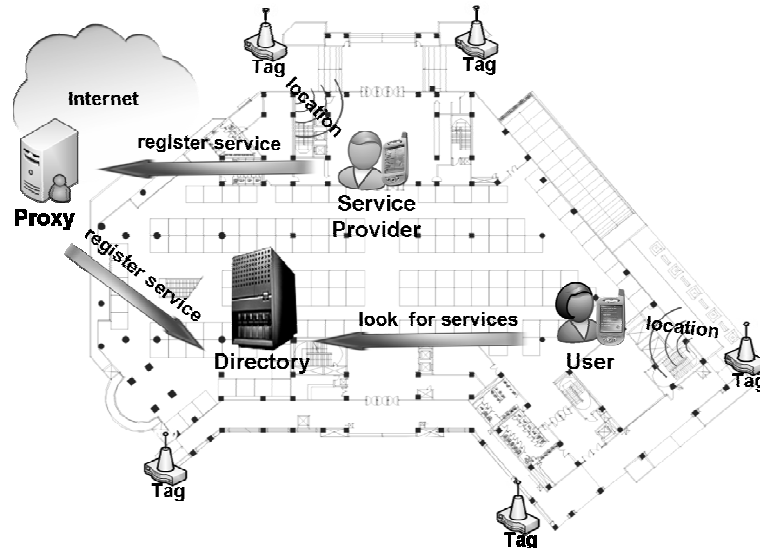 Tag
Tag
Internet
location
register service
Proxy
Service
Provider
register service
look for services
location
Directory
User
Tag
Tag
Tag